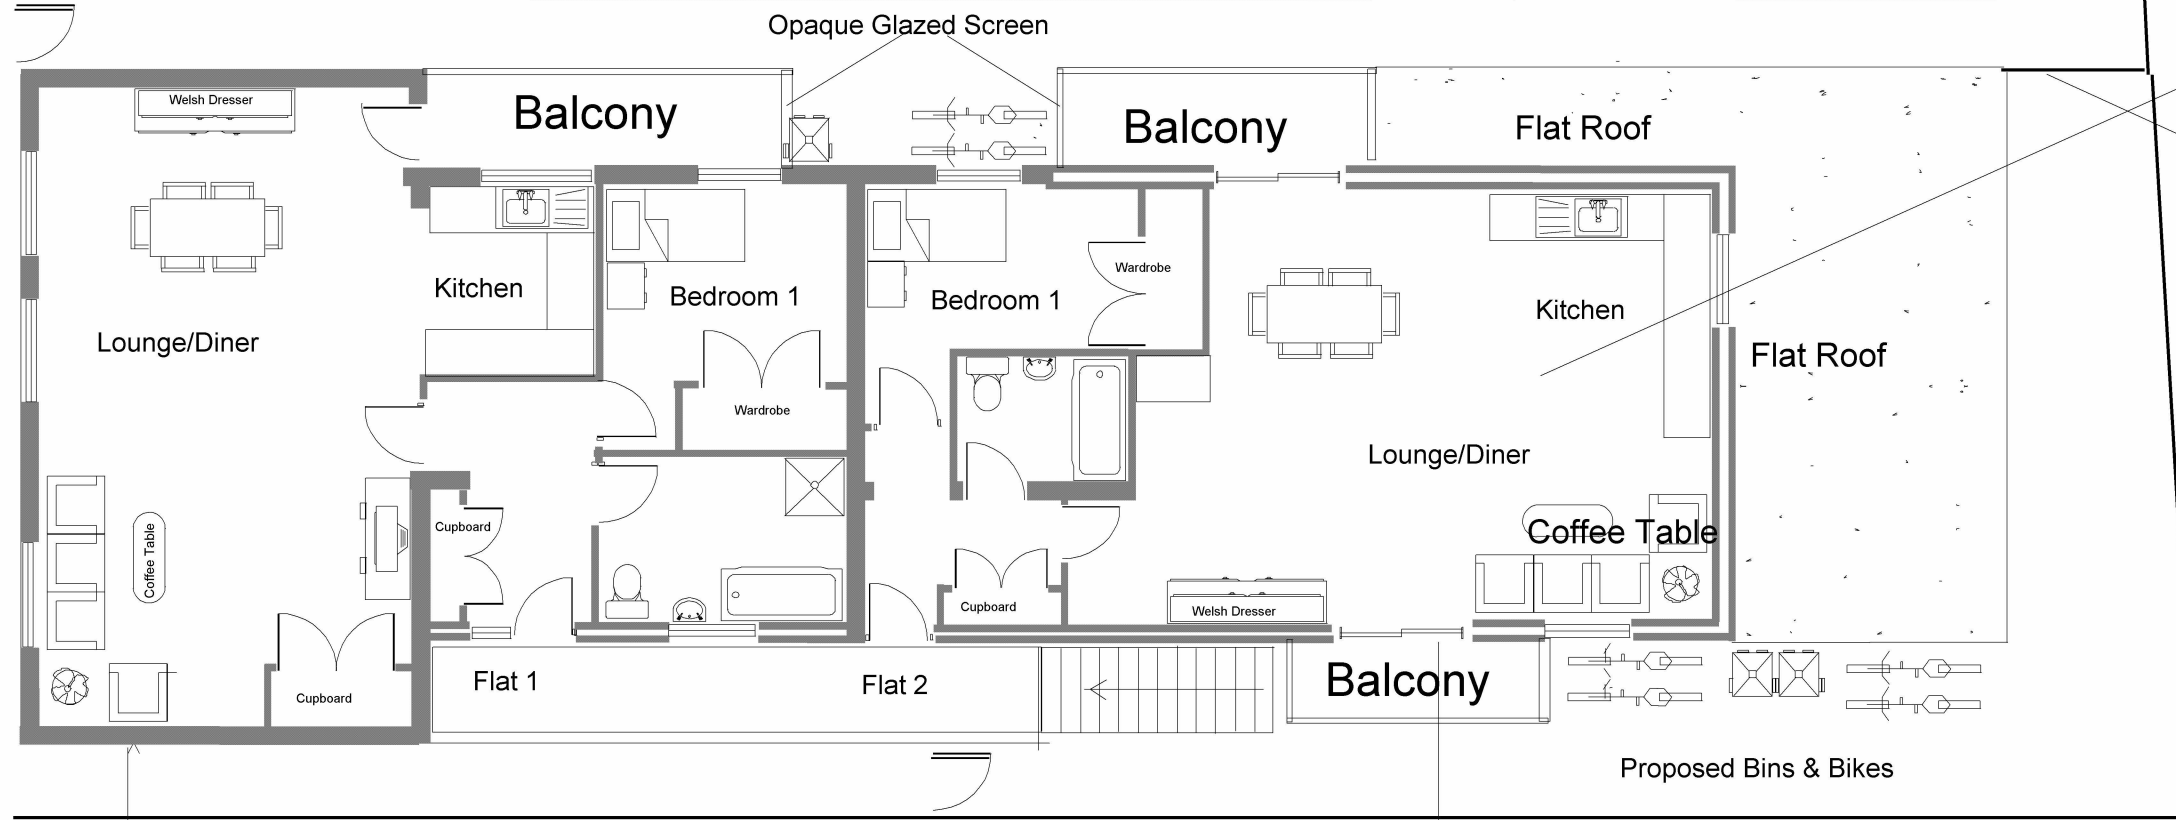 Opaque Glazed Screen
Welsh Dresser
Balcony
Balcony
Flat Roof
Wardrobe
Kitchen
Bedroom 1
Bedroom 1
Kitchen
Lounge/Diner
Flat Roof
Wardrobe
Lounge/Diner
Cupboard
Coffee Table
Coffee Table
Cupboard
Welsh Dresser
Flat 1
Flat 2
Balcony
Cupboard
Proposed Bins & Bikes